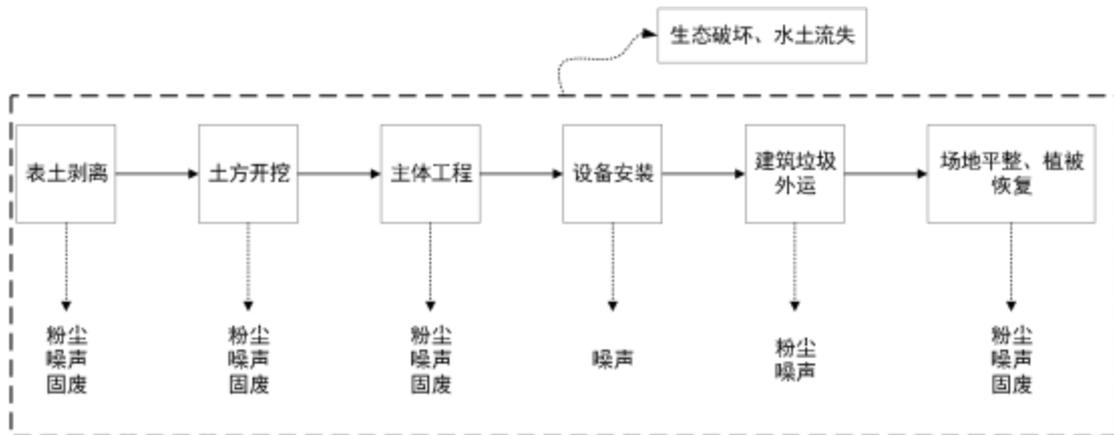 生态破坏、水土流失
表土剥离
土方开挖
主体工程
设备安装
建筑垃圾
外运
场地平整、植被
恢复
粉尘
噪声
固废
粉尘
噪声
固废
粉尘
噪声
固废
噪声
粉尘
噪声
粉尘
噪声
固废